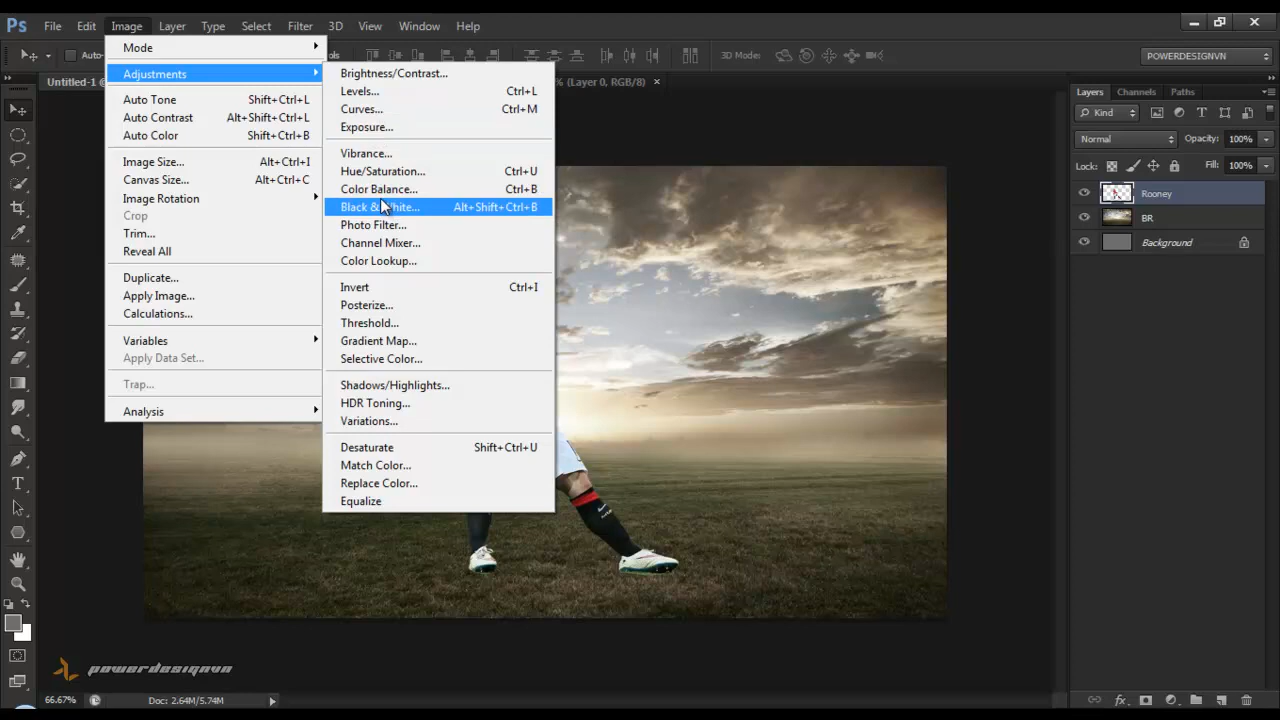 Ps File Edit Image Layer Type Select Filter 3D View Window Help
Auto-
3D Mode:
POWERDESIGNVN
Untitled-1 @
% (Layer 0, RGB/8) ×
Mode
Adjustments
Auto Tone Shift+Ctrl+L
Auto Contrast Alt+Shift+Ctrl+L
Auto Color Shift+Ctrl+B
Image Size... Alt+Ctrl+I
Canvas Size... Alt+Ctrl+C
Image Rotation
Crop
Trim...
Reveal All
Duplicate...
Apply Image...
Calculations...
Variables
Apply Data Set...
Trap...
Analysis
Brightness/Contrast...
Levels... Ctrl+L
Curves... Ctrl+M
Exposure...
Vibrance...
Hue/Saturation... Ctrl+U
Color Balance... Ctrl+B
Black & White... Alt+Shift+Ctrl+B
Photo Filter...
Channel Mixer...
Color Lookup...
Invert Ctrl+I
Posterize...
Threshold...
Gradient Map...
Selective Color...
Shadows/Highlights...
HDR Toning...
Variations...
Desaturate Shift+Ctrl+U
Match Color...
Replace Color...
Equalize
Layers Channels Paths
Kind
Normal Opacity: 100%
Lock: Fill: 100%
Rooney
BR
Background
powerdesignvn
66.67% Doc: 2.64M/5.74M